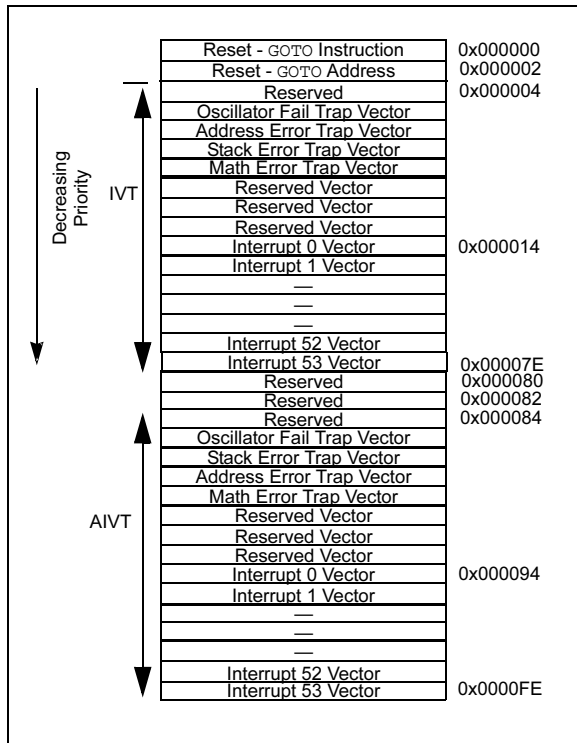 Reset - GOTO Instruction 0x000000
Reset - GOTO Address 0x000002
Reserved 0x000004
Oscillator Fail Trap Vector
Address Error Trap Vector
Stack Error Trap Vector
Math Error Trap Vector
Reserved Vector
Reserved Vector
Reserved Vector
Interrupt 0 Vector 0x000014
Interrupt 1 Vector
—
—
—
Interrupt 52 Vector
Interrupt 53 Vector 0x00007E
Reserved 0x000080
Reserved 0x000082
Reserved 0x000084
Oscillator Fail Trap Vector
Stack Error Trap Vector
Address Error Trap Vector
Math Error Trap Vector
Reserved Vector
Reserved Vector
Reserved Vector
Interrupt 0 Vector 0x000094
Interrupt 1 Vector
—
—
—
Interrupt 52 Vector
Interrupt 53 Vector 0x0000FE
Decreasing
Priority
IVT
AIVT